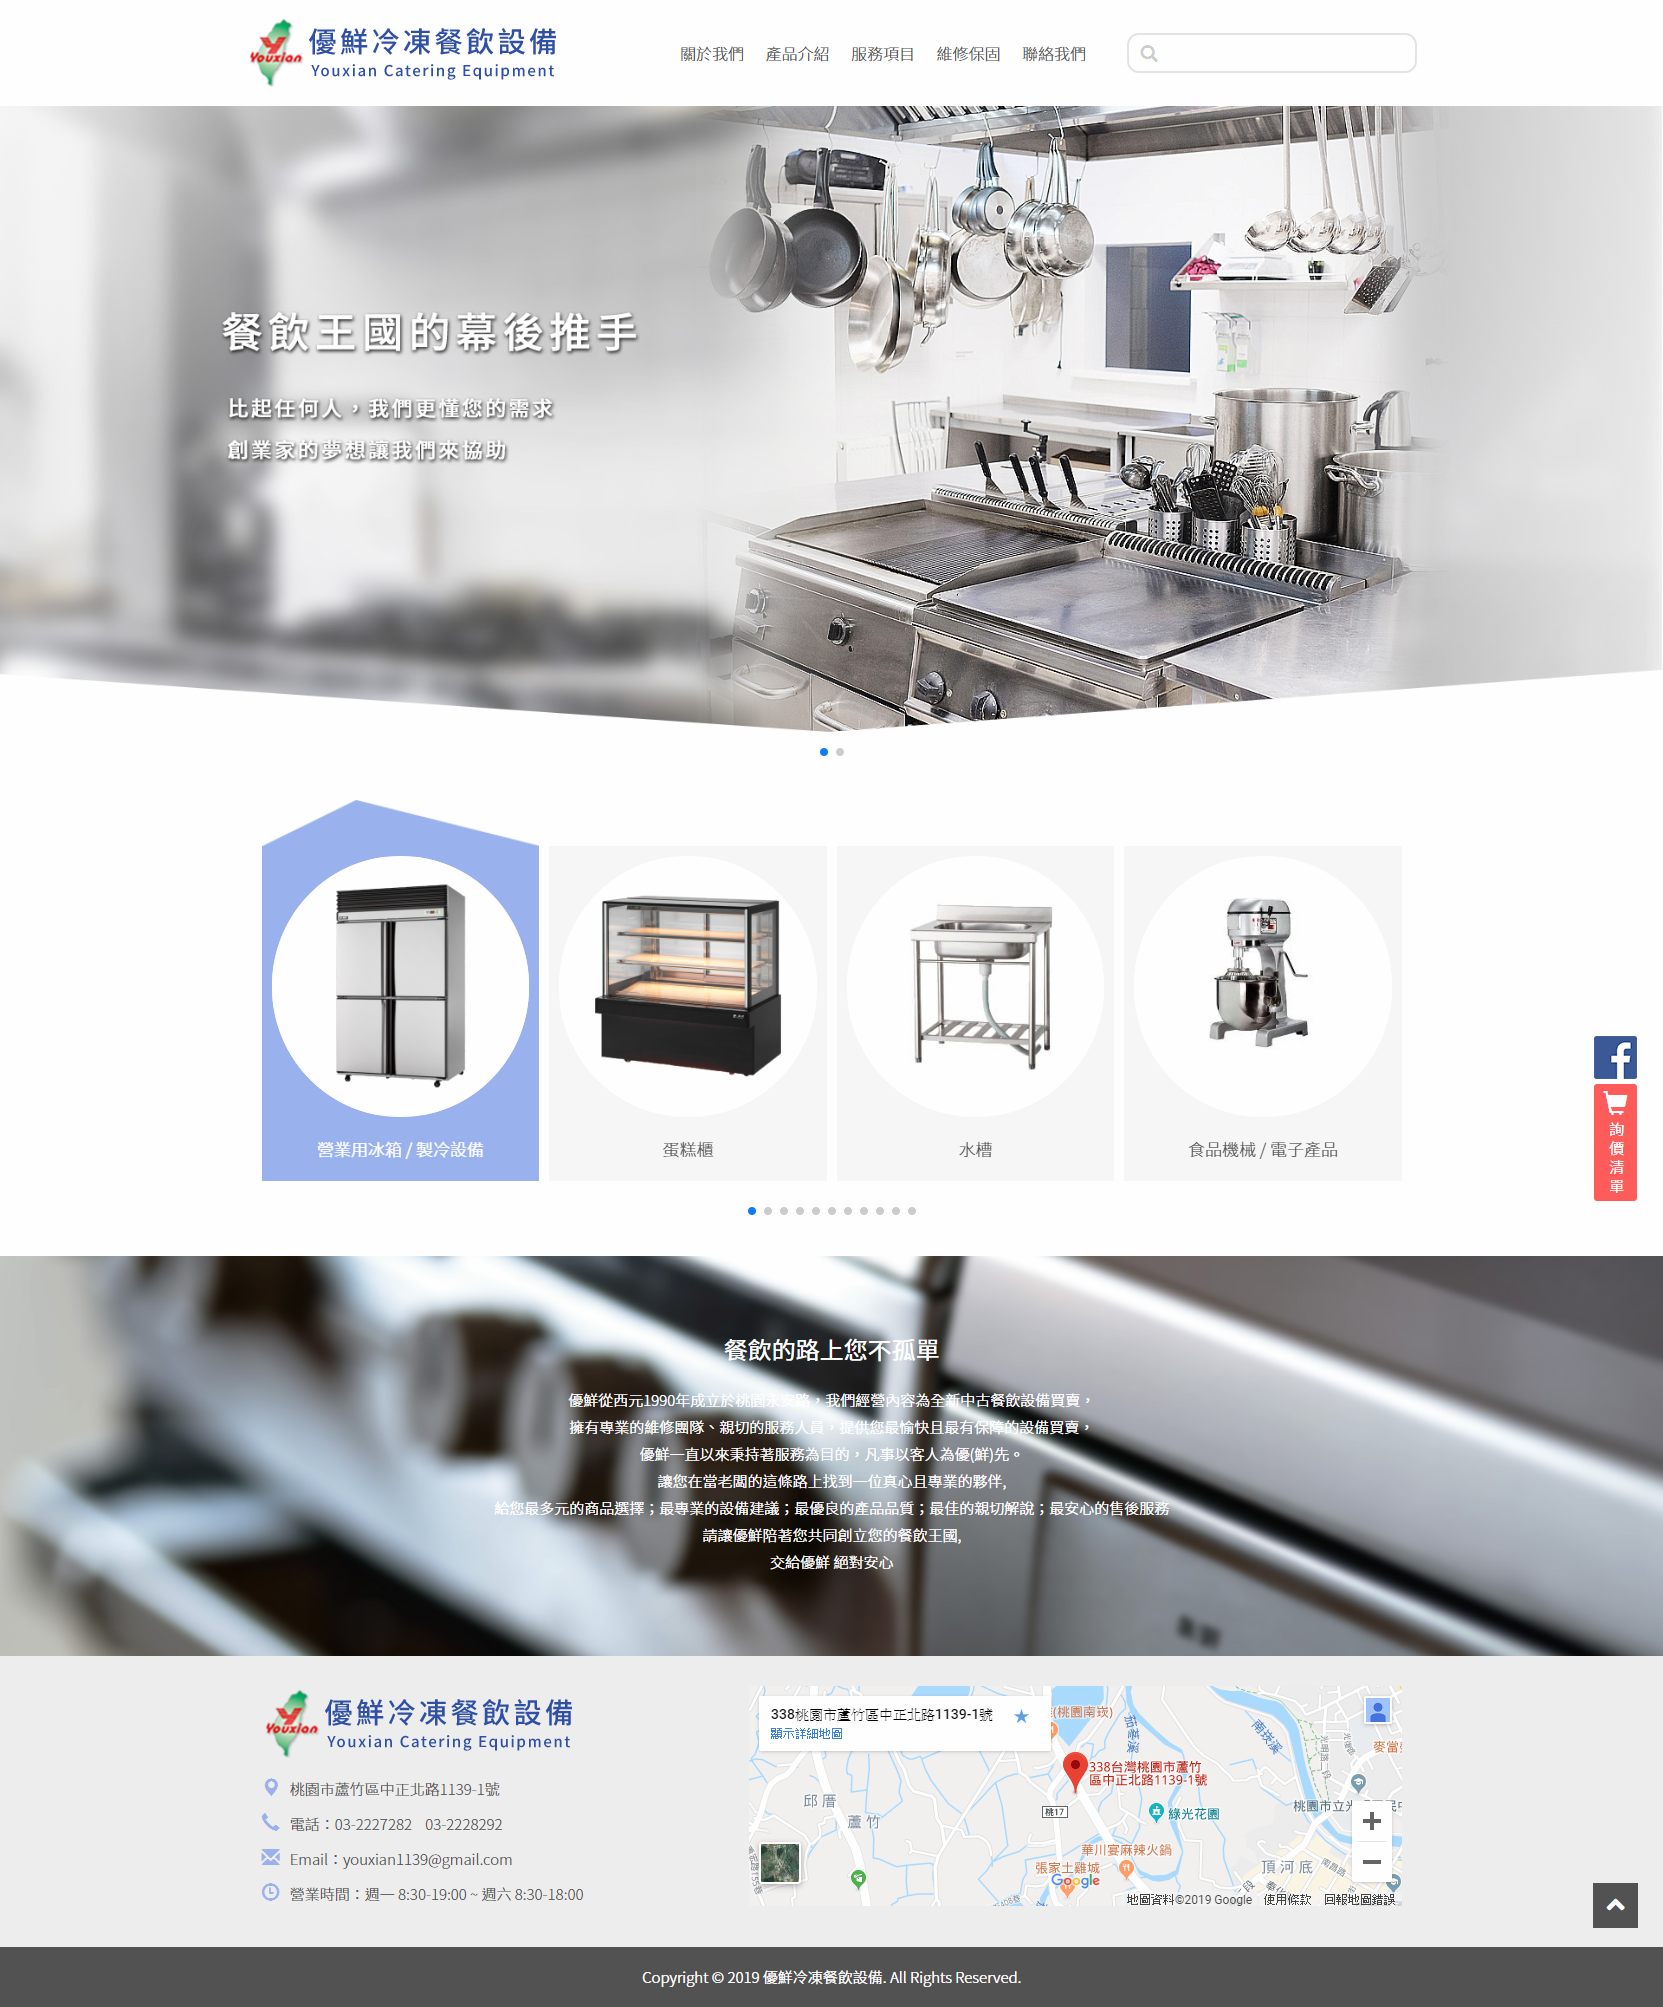 Youxian
優鮮冷凍餐飲設備
Youxian Catering Equipment
關於我們 產品介紹 服務項目 維修保固 聯絡我們
餐飲王國的幕後推手
比起任何人，我們更懂您的需求
創業家的夢想讓我們來協助
營業用冰箱 / 製冷設備
蛋糕櫃
水槽
食品機械 / 電子產品
詢價清單
餐飲的路上您不孤單
優鮮從西元1990年成立於桃園永安路，我們經營內容為全新中古餐飲設備買賣，
擁有專業的維修團隊、親切的服務人員，提供您最愉快且最有保障的設備買賣，
優鮮一直以來秉持著服務為目的，凡事以客人為優(鮮)先。
讓您在當老闆的這條路上找到一位真心且專業的夥伴,
給您最多元的商品選擇；最專業的設備建議；最優良的產品品質；最佳的親切解說；最安心的售後服務
請讓優鮮陪著您共同創立您的餐飲王國,
交給優鮮 絕對安心
Youxian
優鮮冷凍餐飲設備
Youxian Catering Equipment
桃園市蘆竹區中正北路1139-1號
電話：03-2227282 03-2228292
Email：youxian1139@gmail.com
營業時間：週一 8:30-19:00 ~ 週六 8:30-18:00
338桃園市蘆竹區中正北路1139-1號
顯示詳細地圖
(桃園南崁)
南崁溪
麥當
338台灣桃園市蘆竹
區中正北路1139-1號
邱厝
蘆竹
桃17
綠光花園
桃園市立光
華川宴麻辣火鍋
張家土雞城
頂河底
Google
地圖資料©2019 Google 使用條款 回報地圖錯誤
Copyright © 2019 優鮮冷凍餐飲設備. All Rights Reserved.